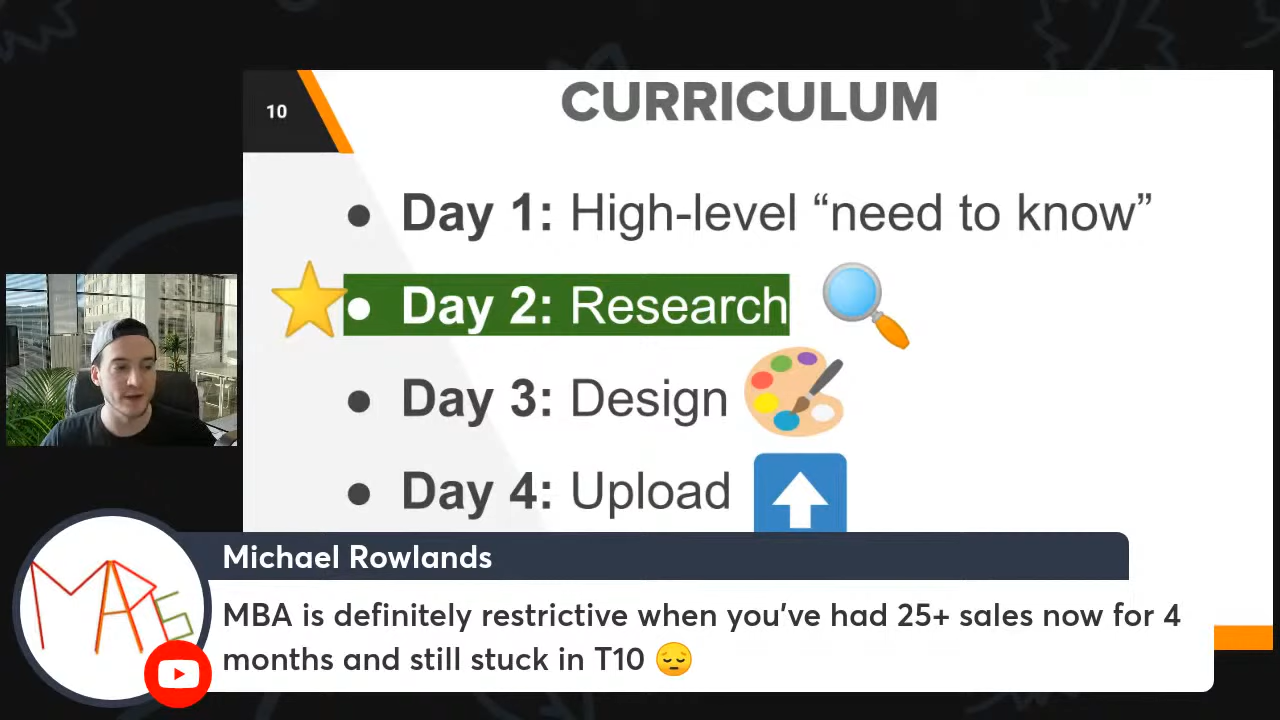 10
CURRICULUM
● Day 1: High-level “need to know”
● Day 2: Research
● Day 3: Design
● Day 4: Upload
MARS
Michael Rowlands
MBA is definitely restrictive when you've had 25+ sales now for 4
months and still stuck in T10 😔